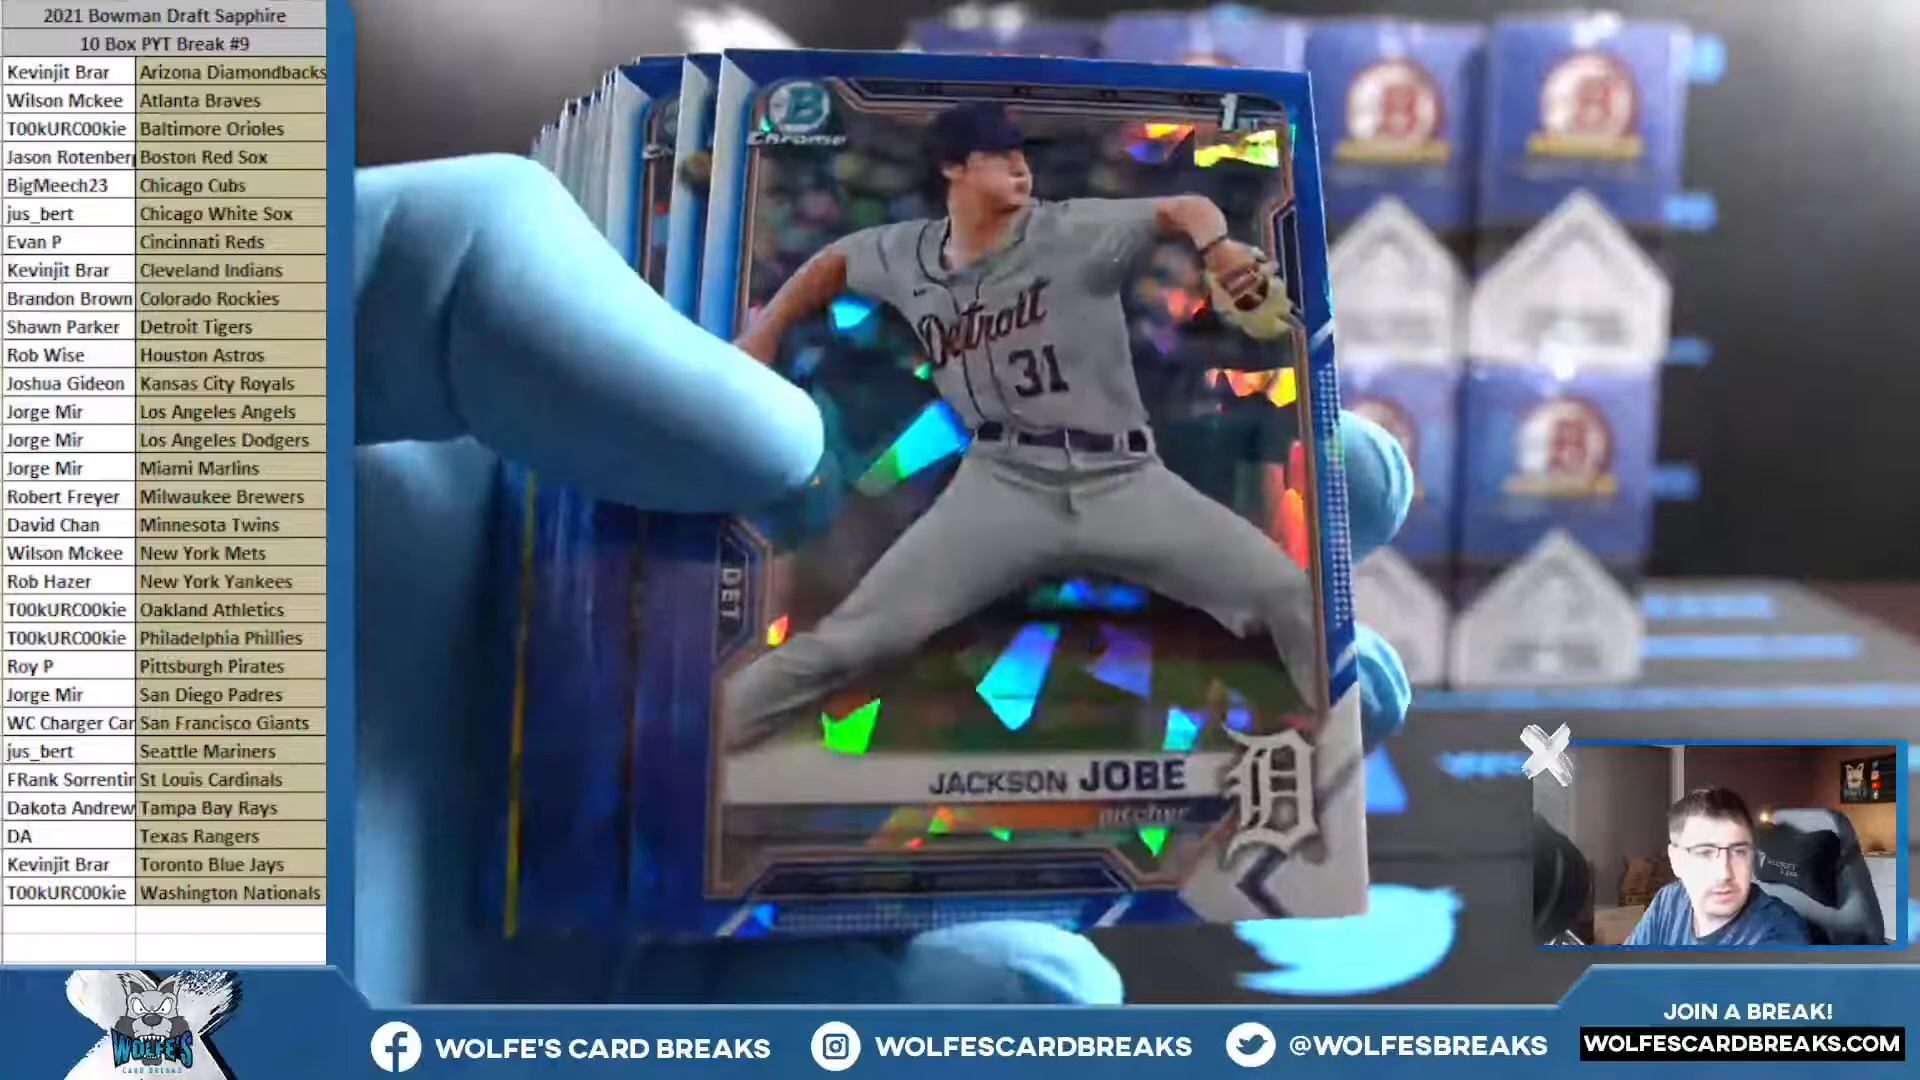 2021 Bowman Draft Sapphire
10 Box PYT Break #9
Kevinjit Brar Arizona Diamondbacks
Wilson Mckee Atlanta Braves
T00kURC00kie Baltimore Orioles
Jason Rotenber Boston Red Sox
BigMeech23 Chicago Cubs
jus_bert Chicago White Sox
Evan P Cincinnati Reds
Kevinjit Brar Cleveland Indians
Brandon Brown Colorado Rockies
Shawn Parker Detroit Tigers
Rob Wise Houston Astros
Joshua Gideon Kansas City Royals
Jorge Mir Los Angeles Angels
Jorge Mir Los Angeles Dodgers
Jorge Mir Miami Marlins
Robert Freyer Milwaukee Brewers
David Chan Minnesota Twins
Wilson Mckee New York Mets
Rob Hazer New York Yankees
T00kURC00kie Oakland Athletics
T00kURC00kie Philadelphia Phillies
Roy P Pittsburgh Pirates
Jorge Mir San Diego Padres
WC Charger Car San Francisco Giants
jus_bert Seattle Mariners
FRank Sorrentin St Louis Cardinals
Dakota Andrew Tampa Bay Rays
DA Texas Rangers
Kevinjit Brar Toronto Blue Jays
T00kURC00kie Washington Nationals
B
Chrome
1
Detroit
31
DET
JACKSON JOBE
pitcher
D
WOLFE'S
CARD BREAKS
WOLFE'S CARD BREAKS
WOLFESCARDBREAKS
@WOLFESBREAKS
JOIN A BREAK!
WOLFESCARDBREAKS.COM